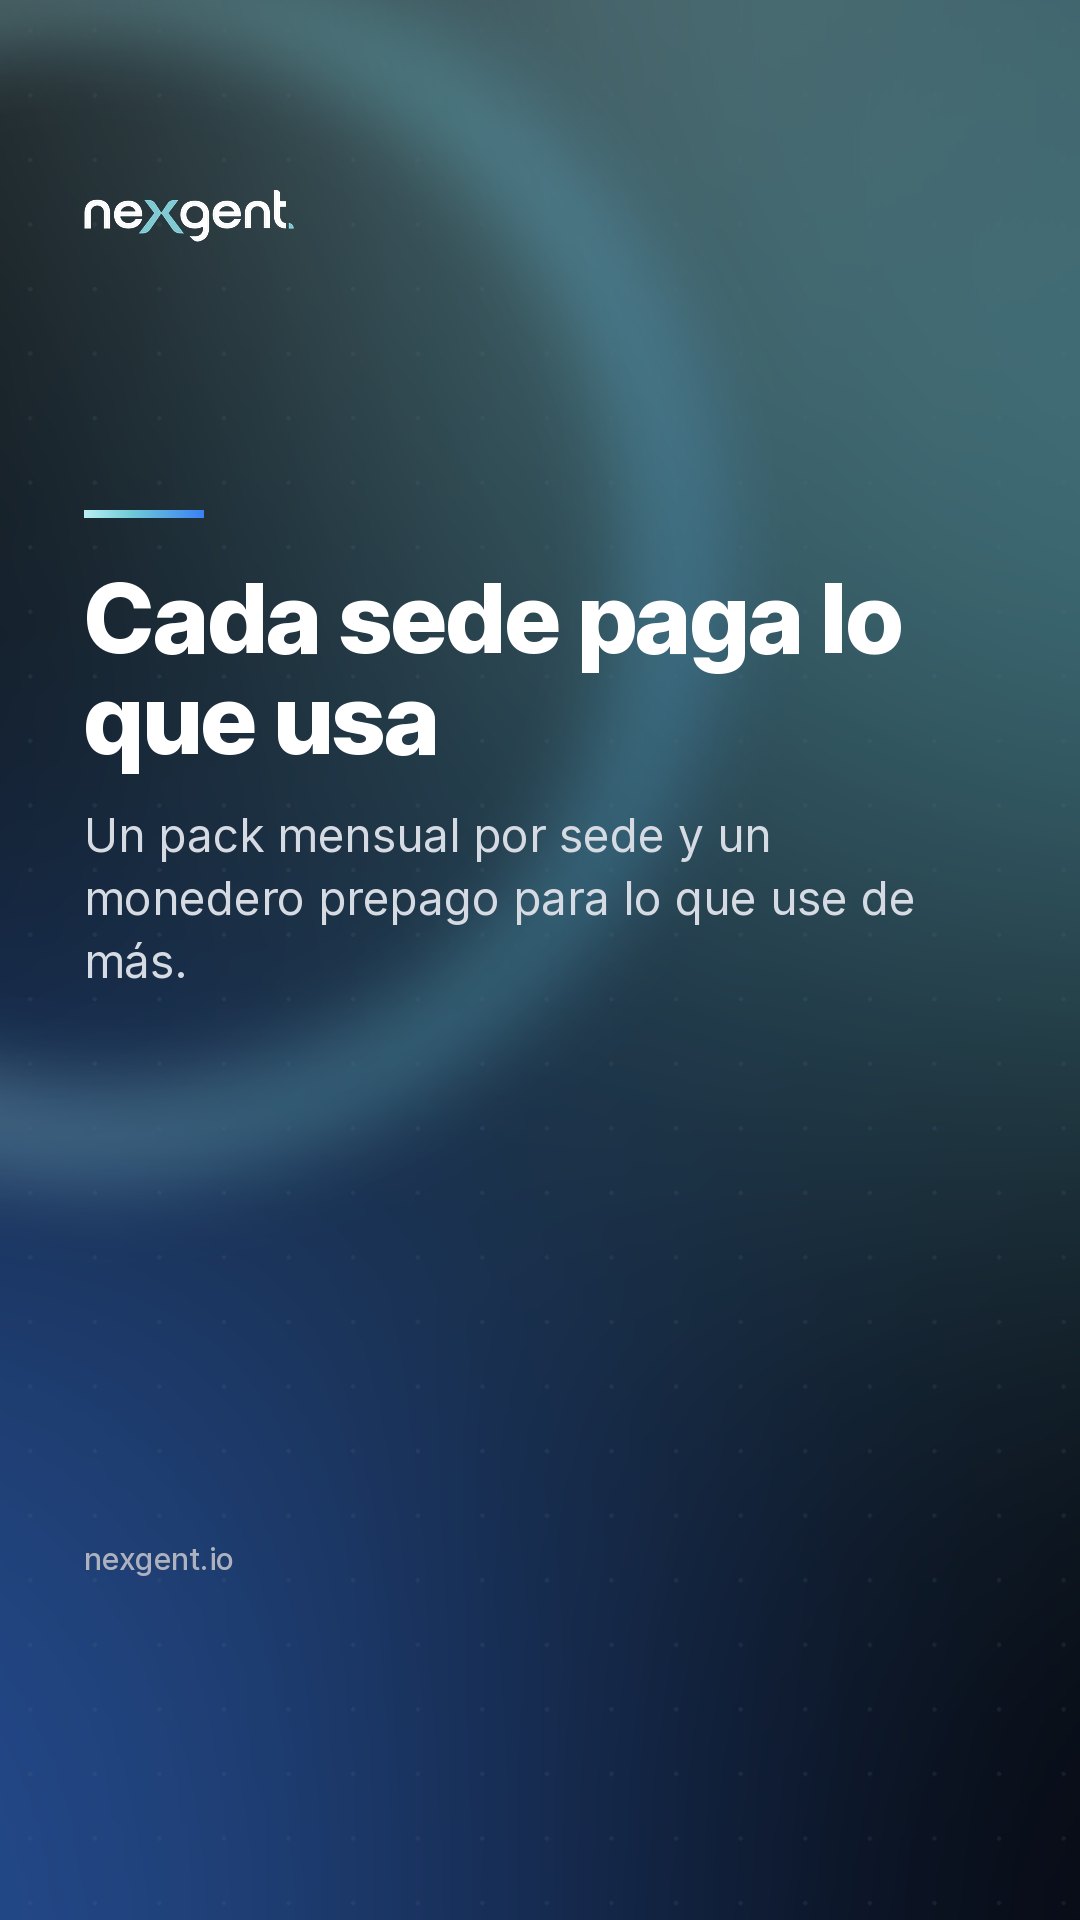 nexgent.
Cada sede paga lo
que usa
Un pack mensual por sede y un
monedero prepago para lo que use de
más.
nexgent.io